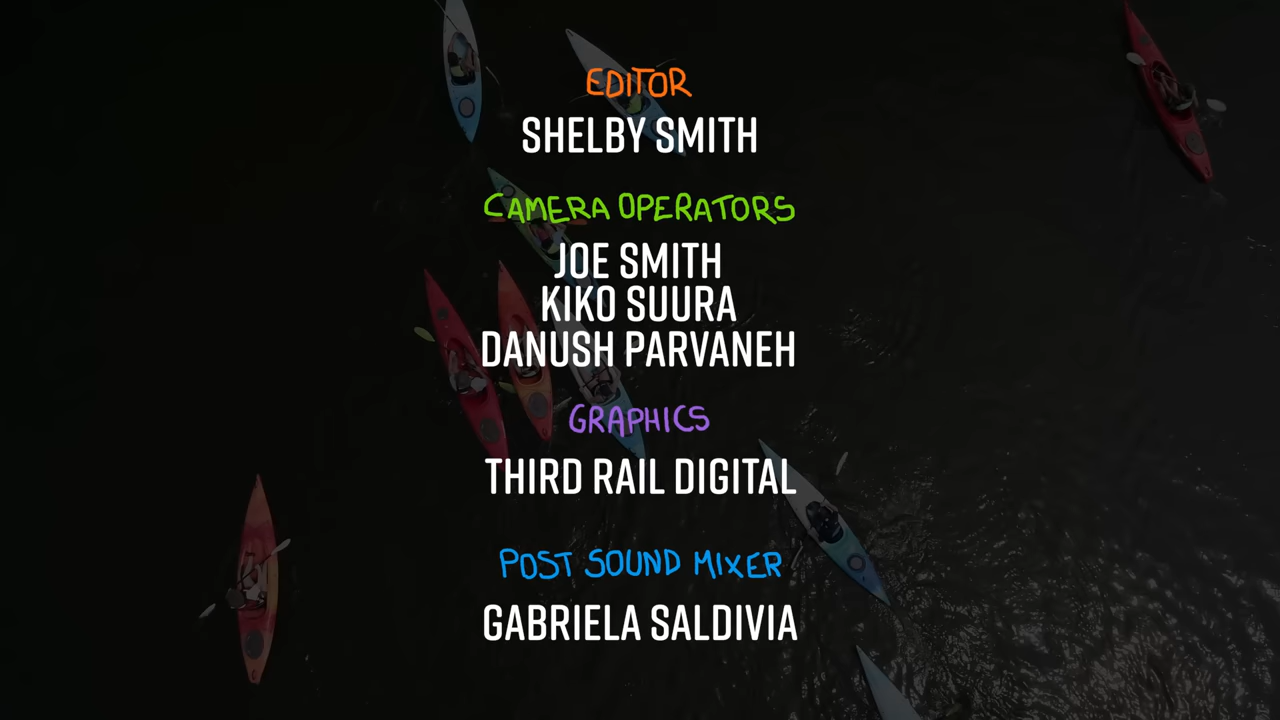 EDITOR
SHELBY SMITH
CAMERA OPERATORS
JOE SMITH
KIKO SUURA
DANUSH PARVANEH
GRAPHICS
THIRD RAIL DIGITAL
POST SOUND MIXER
GABRIELA SALDIVIA